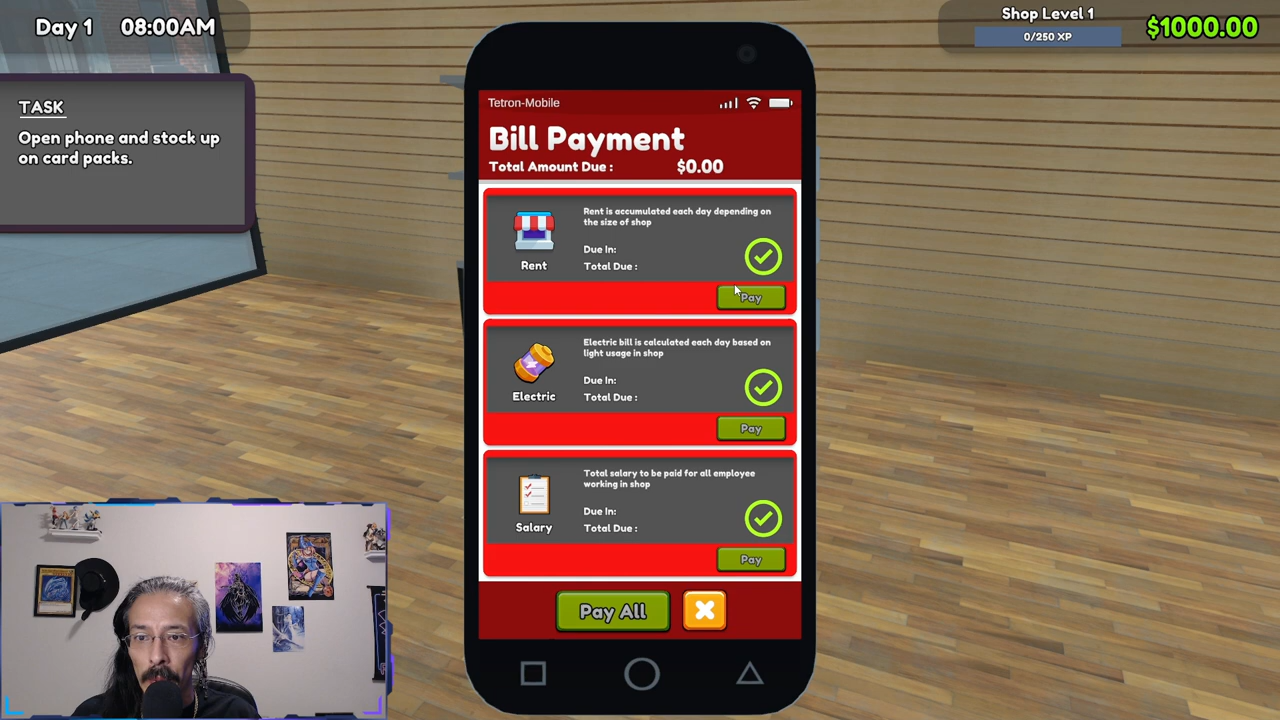 Day 1 08:00AM
Shop Level 1
0/250 XP
$1000.00
TASK
Open phone and stock up
on card packs.
Tetron-Mobile
Bill Payment
Total Amount Due : $0.00
Rent is accumulated each day depending on
the size of shop
Due In:
Total Due :
Rent
Pay
Electric bill is calculated each day based on
light usage in shop
Due In:
Total Due :
Electric
Pay
Total salary to be paid for all employee
working in shop
Due In:
Total Due :
Salary
Pay
Pay All